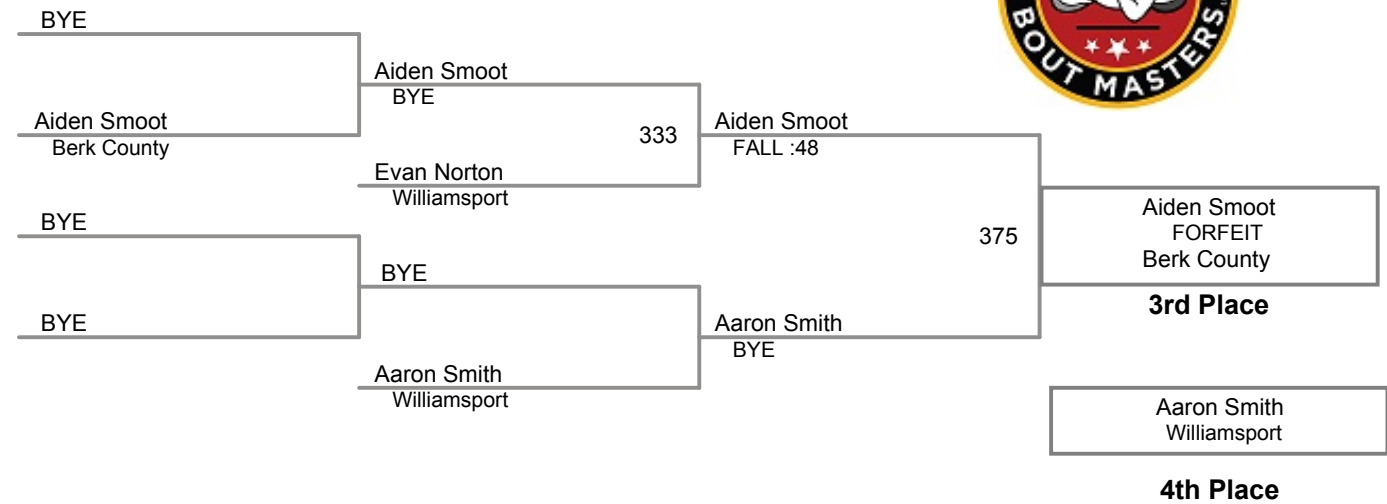 BYE
BOUT MASTERS
Aiden Smoot
BYE
Aiden Smoot
Berk County
333
Aiden Smoot
FALL :48
Evan Norton
Williamsport
Aiden Smoot
FORFEIT
Berk County
BYE
375
BYE
3rd Place
BYE
Aaron Smith
BYE
Aaron Smith
Williamsport
Aaron Smith
Williamsport
4th Place